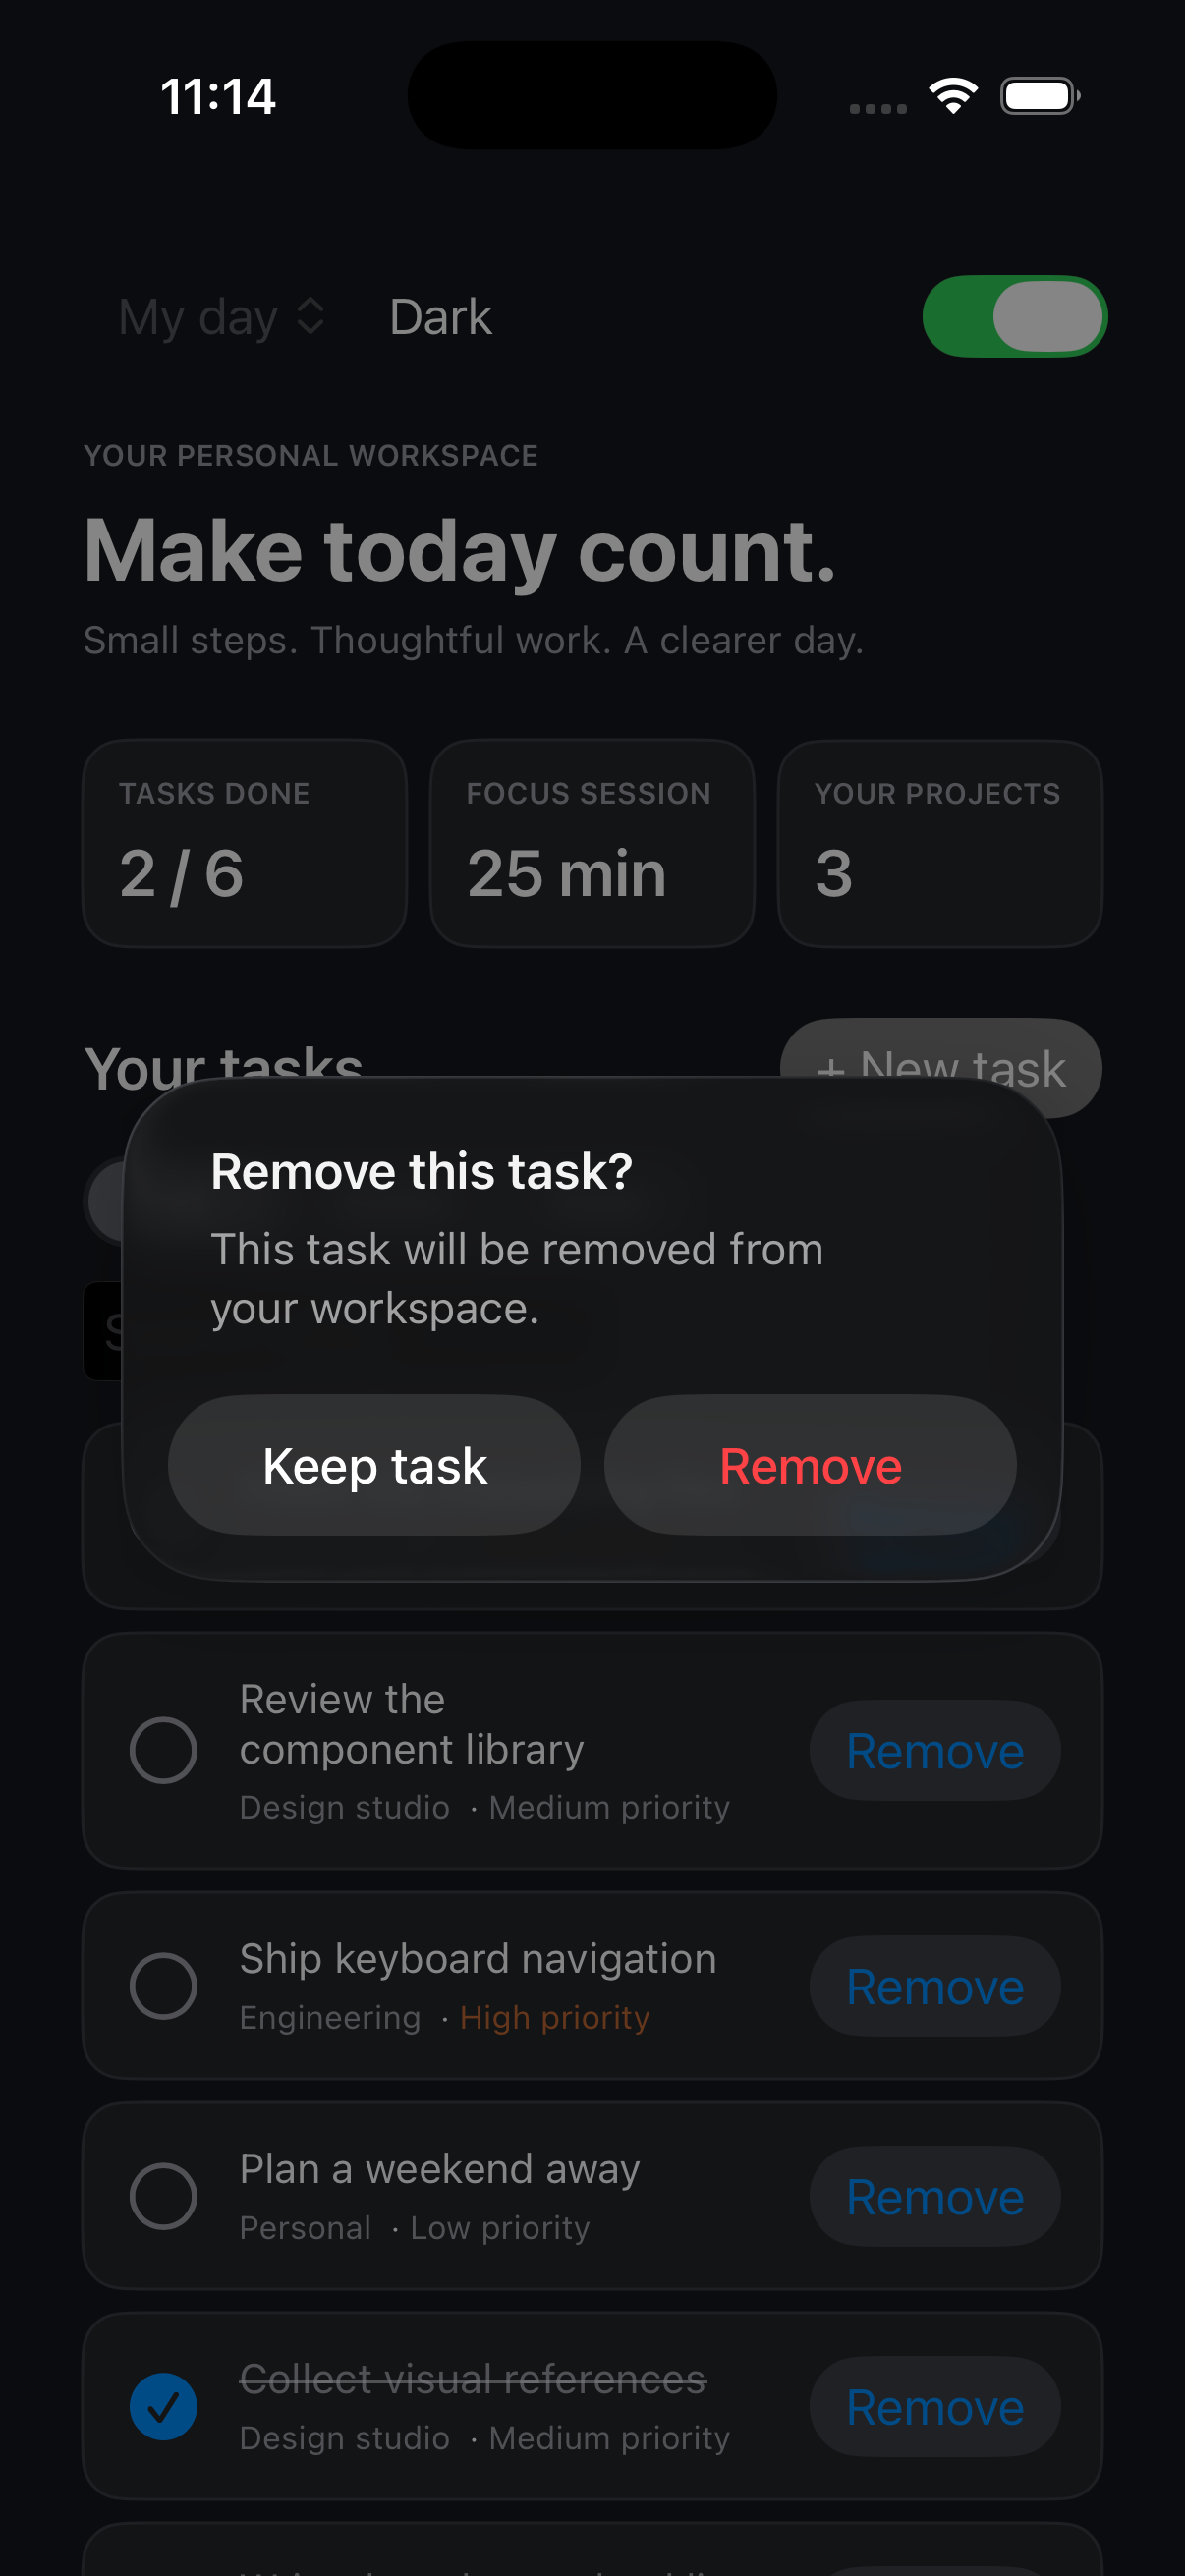 11:14
My day
Dark
YOUR PERSONAL WORKSPACE
Make today count.
Small steps. Thoughtful work. A clearer day.
TASKS DONE
2 / 6
FOCUS SESSION
25 min
YOUR PROJECTS
3
Your tasks
+ New task
Remove this task?
This task will be removed from
your workspace.
Keep task
Remove
Review the
component library
Design studio · Medium priority
Remove
Ship keyboard navigation
Engineering · High priority
Remove
Plan a weekend away
Personal · Low priority
Remove
Collect visual references
Design studio · Medium priority
Remove